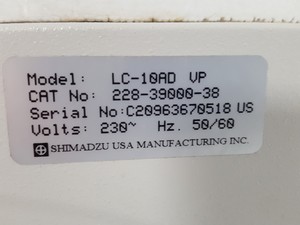 Model: LC-10AD VP
CAT No: 228-39000-38
Serial No:C20963670518 US
Volts: 230~ Hz. 50/60
SHIMADZU USA MANUFACTURING INC.